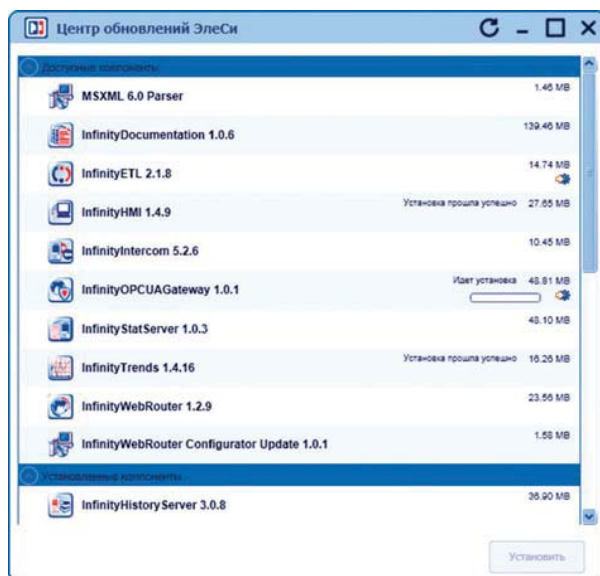 Центр обновлений ЭлеСи
Доступные компоненты
MSXML 6.0 Parser 1.46 MB
InfinityDocumentation 1.0.6 139.46 MB
InfinityETL 2.1.8 14.74 MB
InfinityHMI 1.4.9 Установка прошла успешно 27.65 MB
InfinityIntercom 5.2.6 10.45 MB
InfinityOPCUAGateway 1.0.1 Идет установка 48.81 MB
InfinityStatServer 1.0.3 48.10 MB
InfinityTrends 1.4.16 Установка прошла успешно 16.26 MB
InfinityWebRouter 1.2.9 23.56 MB
InfinityWebRouter Configurator Update 1.0.1 1.58 MB
Установленные компоненты
InfinityHistoryServer 3.0.8 36.90 MB
Установить